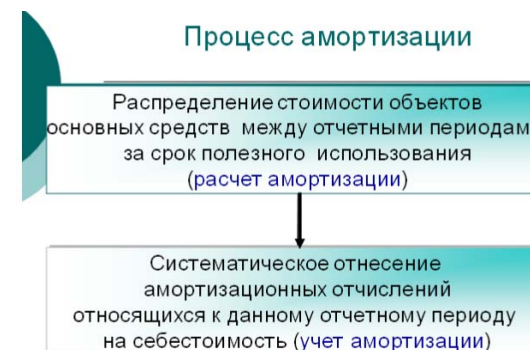 Процесс амортизации
Распределение стоимости объектов
основных средств между отчетными периодам
за срок полезного использования
(расчет амортизации)
Систематическое отнесение
амортизационных отчислений
относящихся к данному отчетному периоду
на себестоимость (учет амортизации)